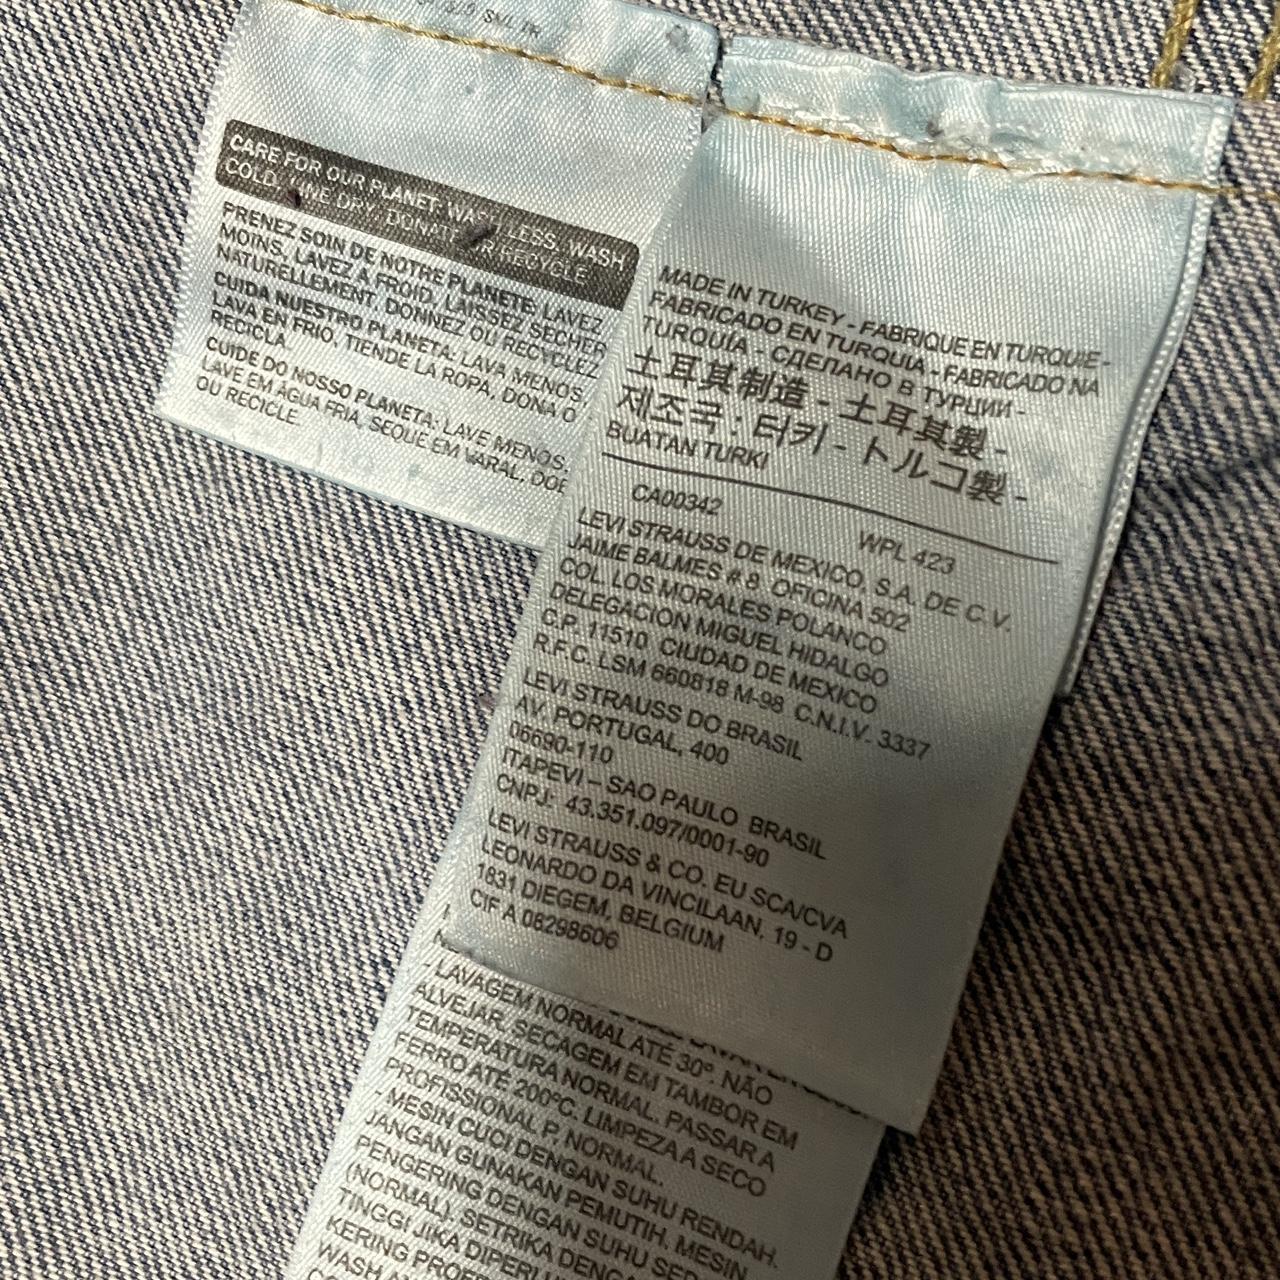 CARE FOR OUR PLANET: WASH LESS, WASH
COLD, LINE DRY, DONATE OR RECYCLE
PRENEZ SOIN DE NOTRE PLANETE: LAVEZ
MOINS, LAVEZ À FROID, LAISSEZ SÉCHER
NATURELLEMENT, DONNEZ OU RECYCLEZ
CUIDA NUESTRO PLANETA: LAVA MENOS,
LAVA EN FRIO, TIENDE LA ROPA, DONA O
RECICLA
CUIDE DO NOSSO PLANETA: LAVE MENOS,
LAVE EM ÁGUA FRIA, SEQUE EM VARAL, DOE
OU RECICLE.
MADE IN TURKEY - FABRIQUE EN TURQUIE -
FABRICADO EN TURQUIA - FABRICADO NA
TURQUIA - СДЕЛАНО В ТУРЦИИ -
土耳其制造 - 土耳其製 -
제조국 : 터키 - トルコ製 -
BUATAN TURKI
CA00342 WPL 423
LEVI STRAUSS DE MEXICO, S.A. DE C.V.
JAIME BALMES # 8 OFICINA 502
COL. LOS MORALES POLANCO
DELEGACION MIGUEL HIDALGO
C.P. 11510 CIUDAD DE MEXICO
R.F.C. LSM 660818 M-98 C.N.I.V. 3337
LEVI STRAUSS DO BRASIL
AV. PORTUGAL, 400
06690-110
ITAPEVI – SAO PAULO BRASIL
CNPJ: 43.351.097/0001-90
LEVI STRAUSS & CO. EU SCA/CVA
LEONARDO DA VINCILAAN, 19 - D
1831 DIEGEM, BELGIUM
CIF A 08298606
- LAVAGEM NORMAL ATÉ 30º. NÃO
ALVEJAR. SECAGEM EM TAMBOR EM
TEMPERATURA NORMAL. PASSAR A
FERRO ATÉ 200ºC. LIMPEZA A SECO
PROFISSIONAL P, NORMAL.
- MESIN CUCI DENGAN SUHU RENDAH.
JANGAN GUNAKAN PEMUTIH. MESIN
PENGERING DENGAN SUHU
(NORMAL). SETRIKA
TINGGI JIKA
KERING
WASH